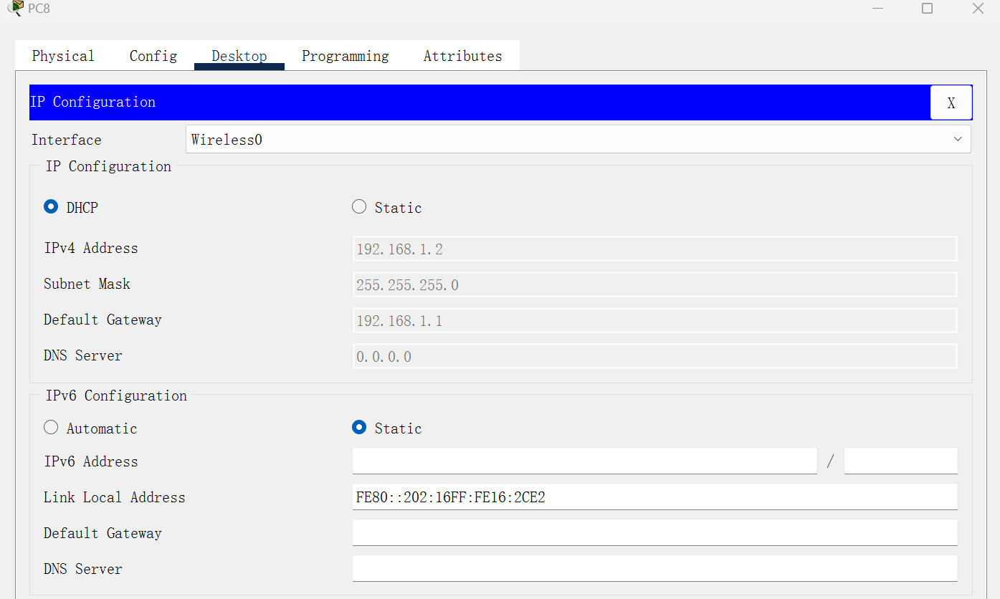 PC8
Physical Config Desktop Programming Attributes
IP Configuration X
Interface Wireless0
IP Configuration
DHCP Static
IPv4 Address 192.168.1.2
Subnet Mask 255.255.255.0
Default Gateway 192.168.1.1
DNS Server 0.0.0.0
IPv6 Configuration
Automatic Static
IPv6 Address /
Link Local Address FE80::202:16FF:FE16:2CE2
Default Gateway
DNS Server